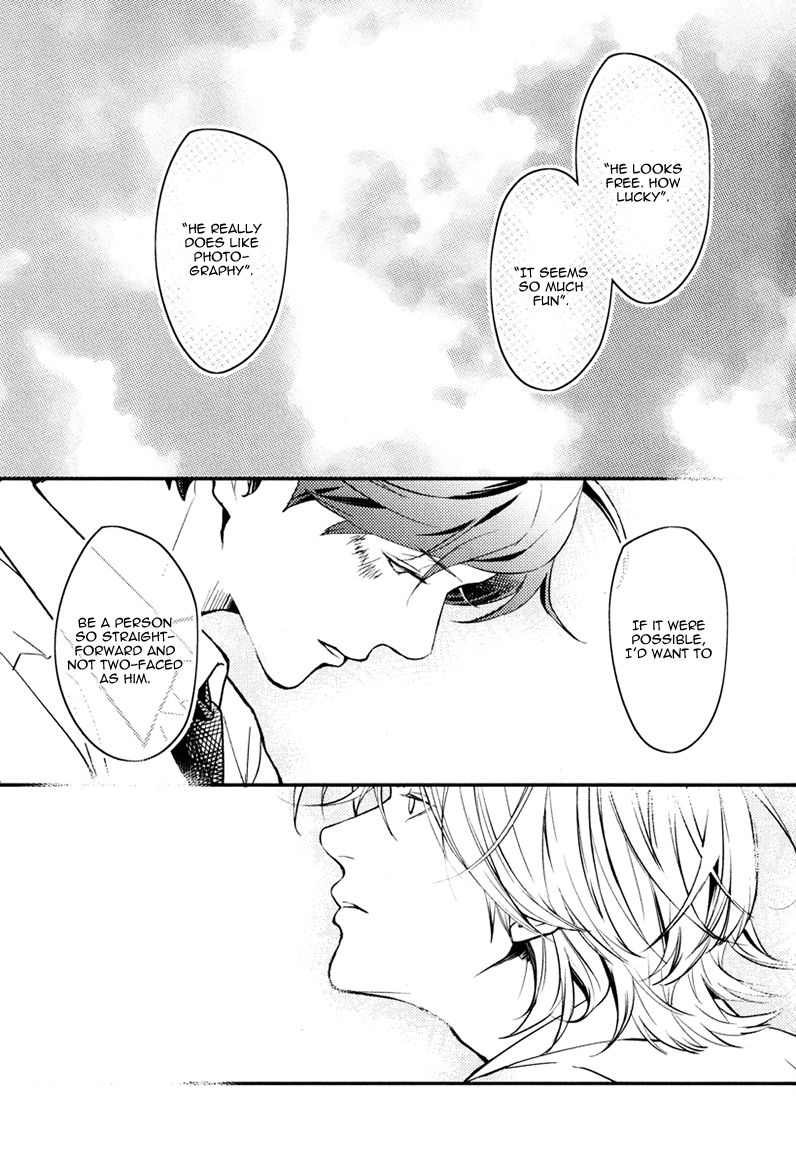 "HE LOOKS
FREE. HOW
LUCKY".
"IT SEEMS
SO MUCH
FUN".
"HE REALLY
DOES LIKE
PHOTO-
GRAPHY".
IF IT WERE
POSSIBLE,
I'D WANT TO
BE A PERSON
SO STRAIGHT-
FORWARD AND
NOT TWO-FACED
AS HIM.